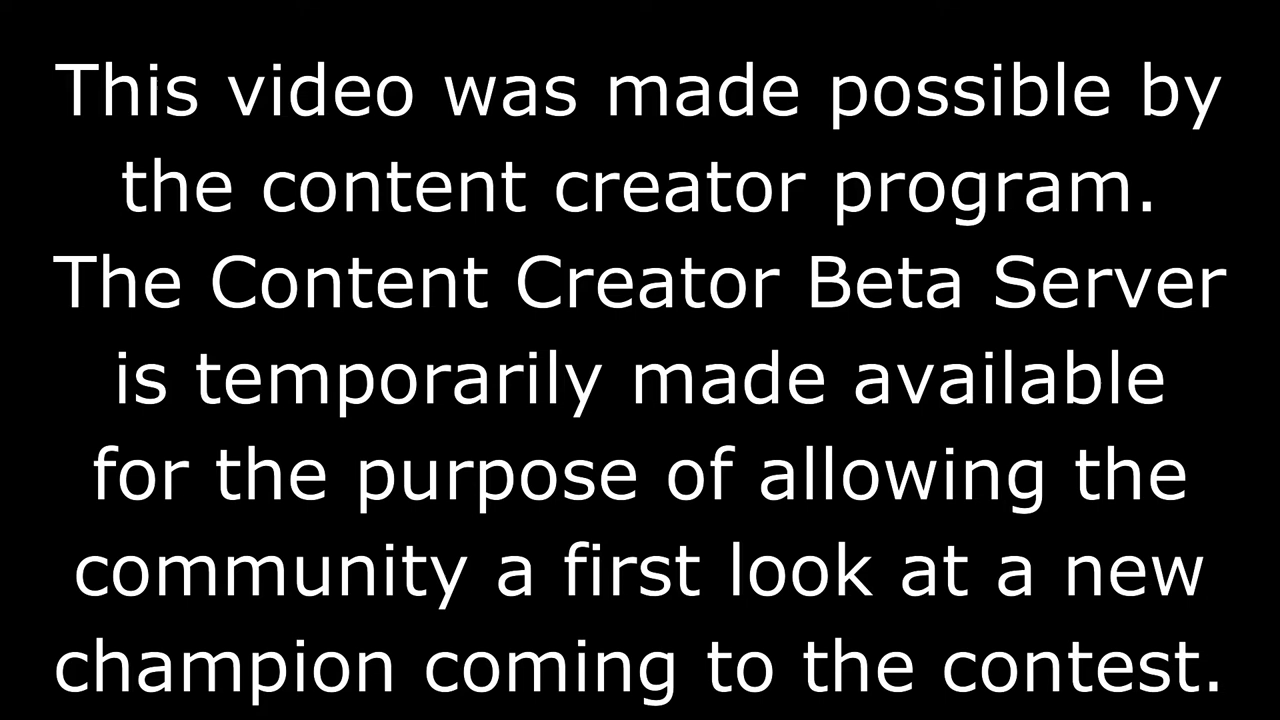 This video was made possible by
the content creator program.
The Content Creator Beta Server
is temporarily made available
for the purpose of allowing the
community a first look at a new
champion coming to the contest.